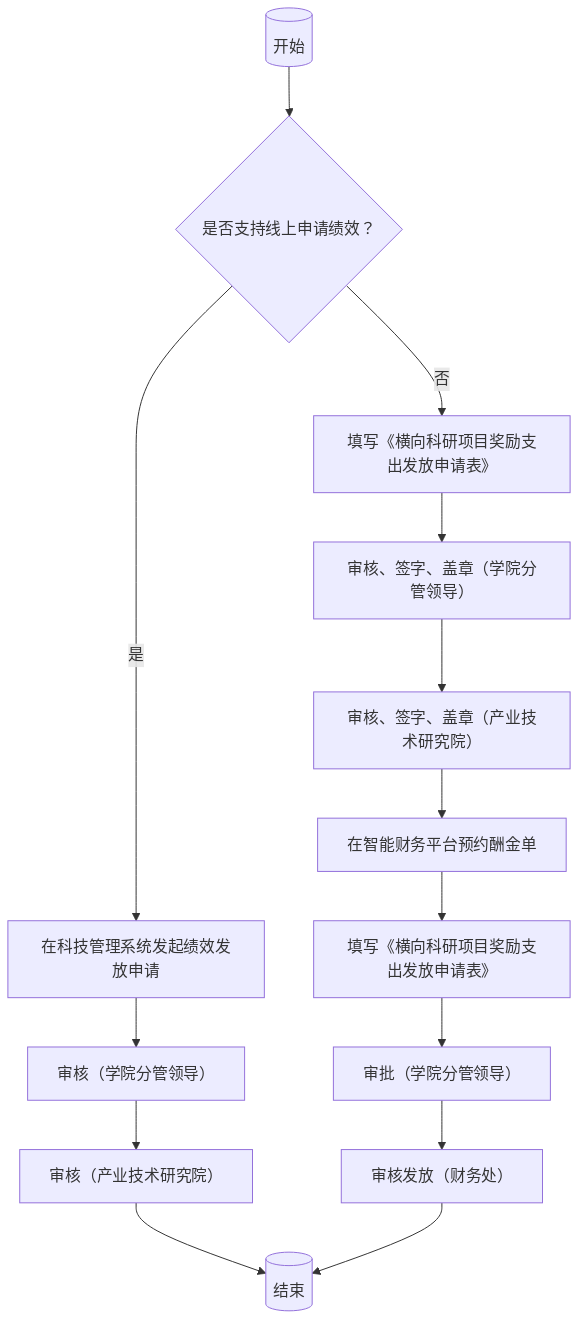 开始
是否支持线上申请绩效？
否
填写《横向科研项目奖励支
出发放申请表》
审核、签字、盖章（学院分
管领导）
是
审核、签字、盖章（产业技
术研究院）
在智能财务平台预约酬金单
在科技管理系统发起绩效发
放申请
填写《横向科研项目奖励支
出发放申请表》
审核（学院分管领导）
审批（学院分管领导）
审核（产业技术研究院）
审核发放（财务处）
结束